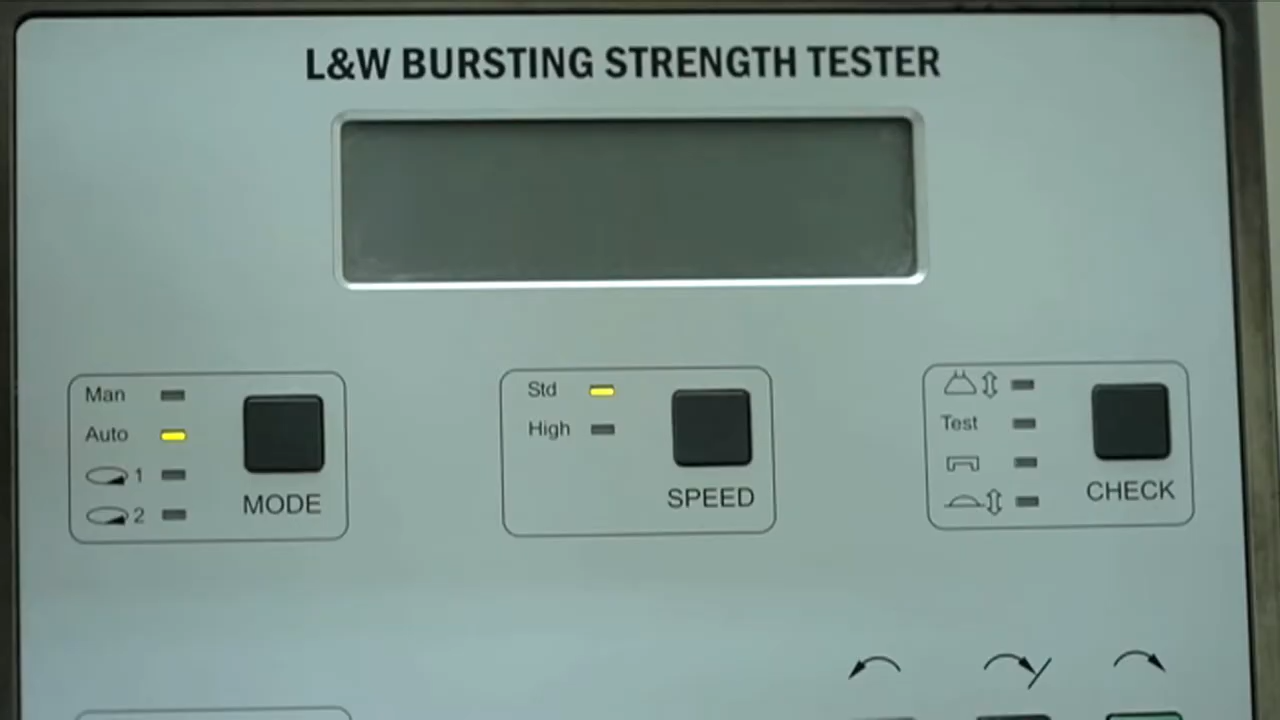 L&W BURSTING STRENGTH TESTER
Man
Auto
1
2
MODE
Std
High
SPEED
Test
CHECK